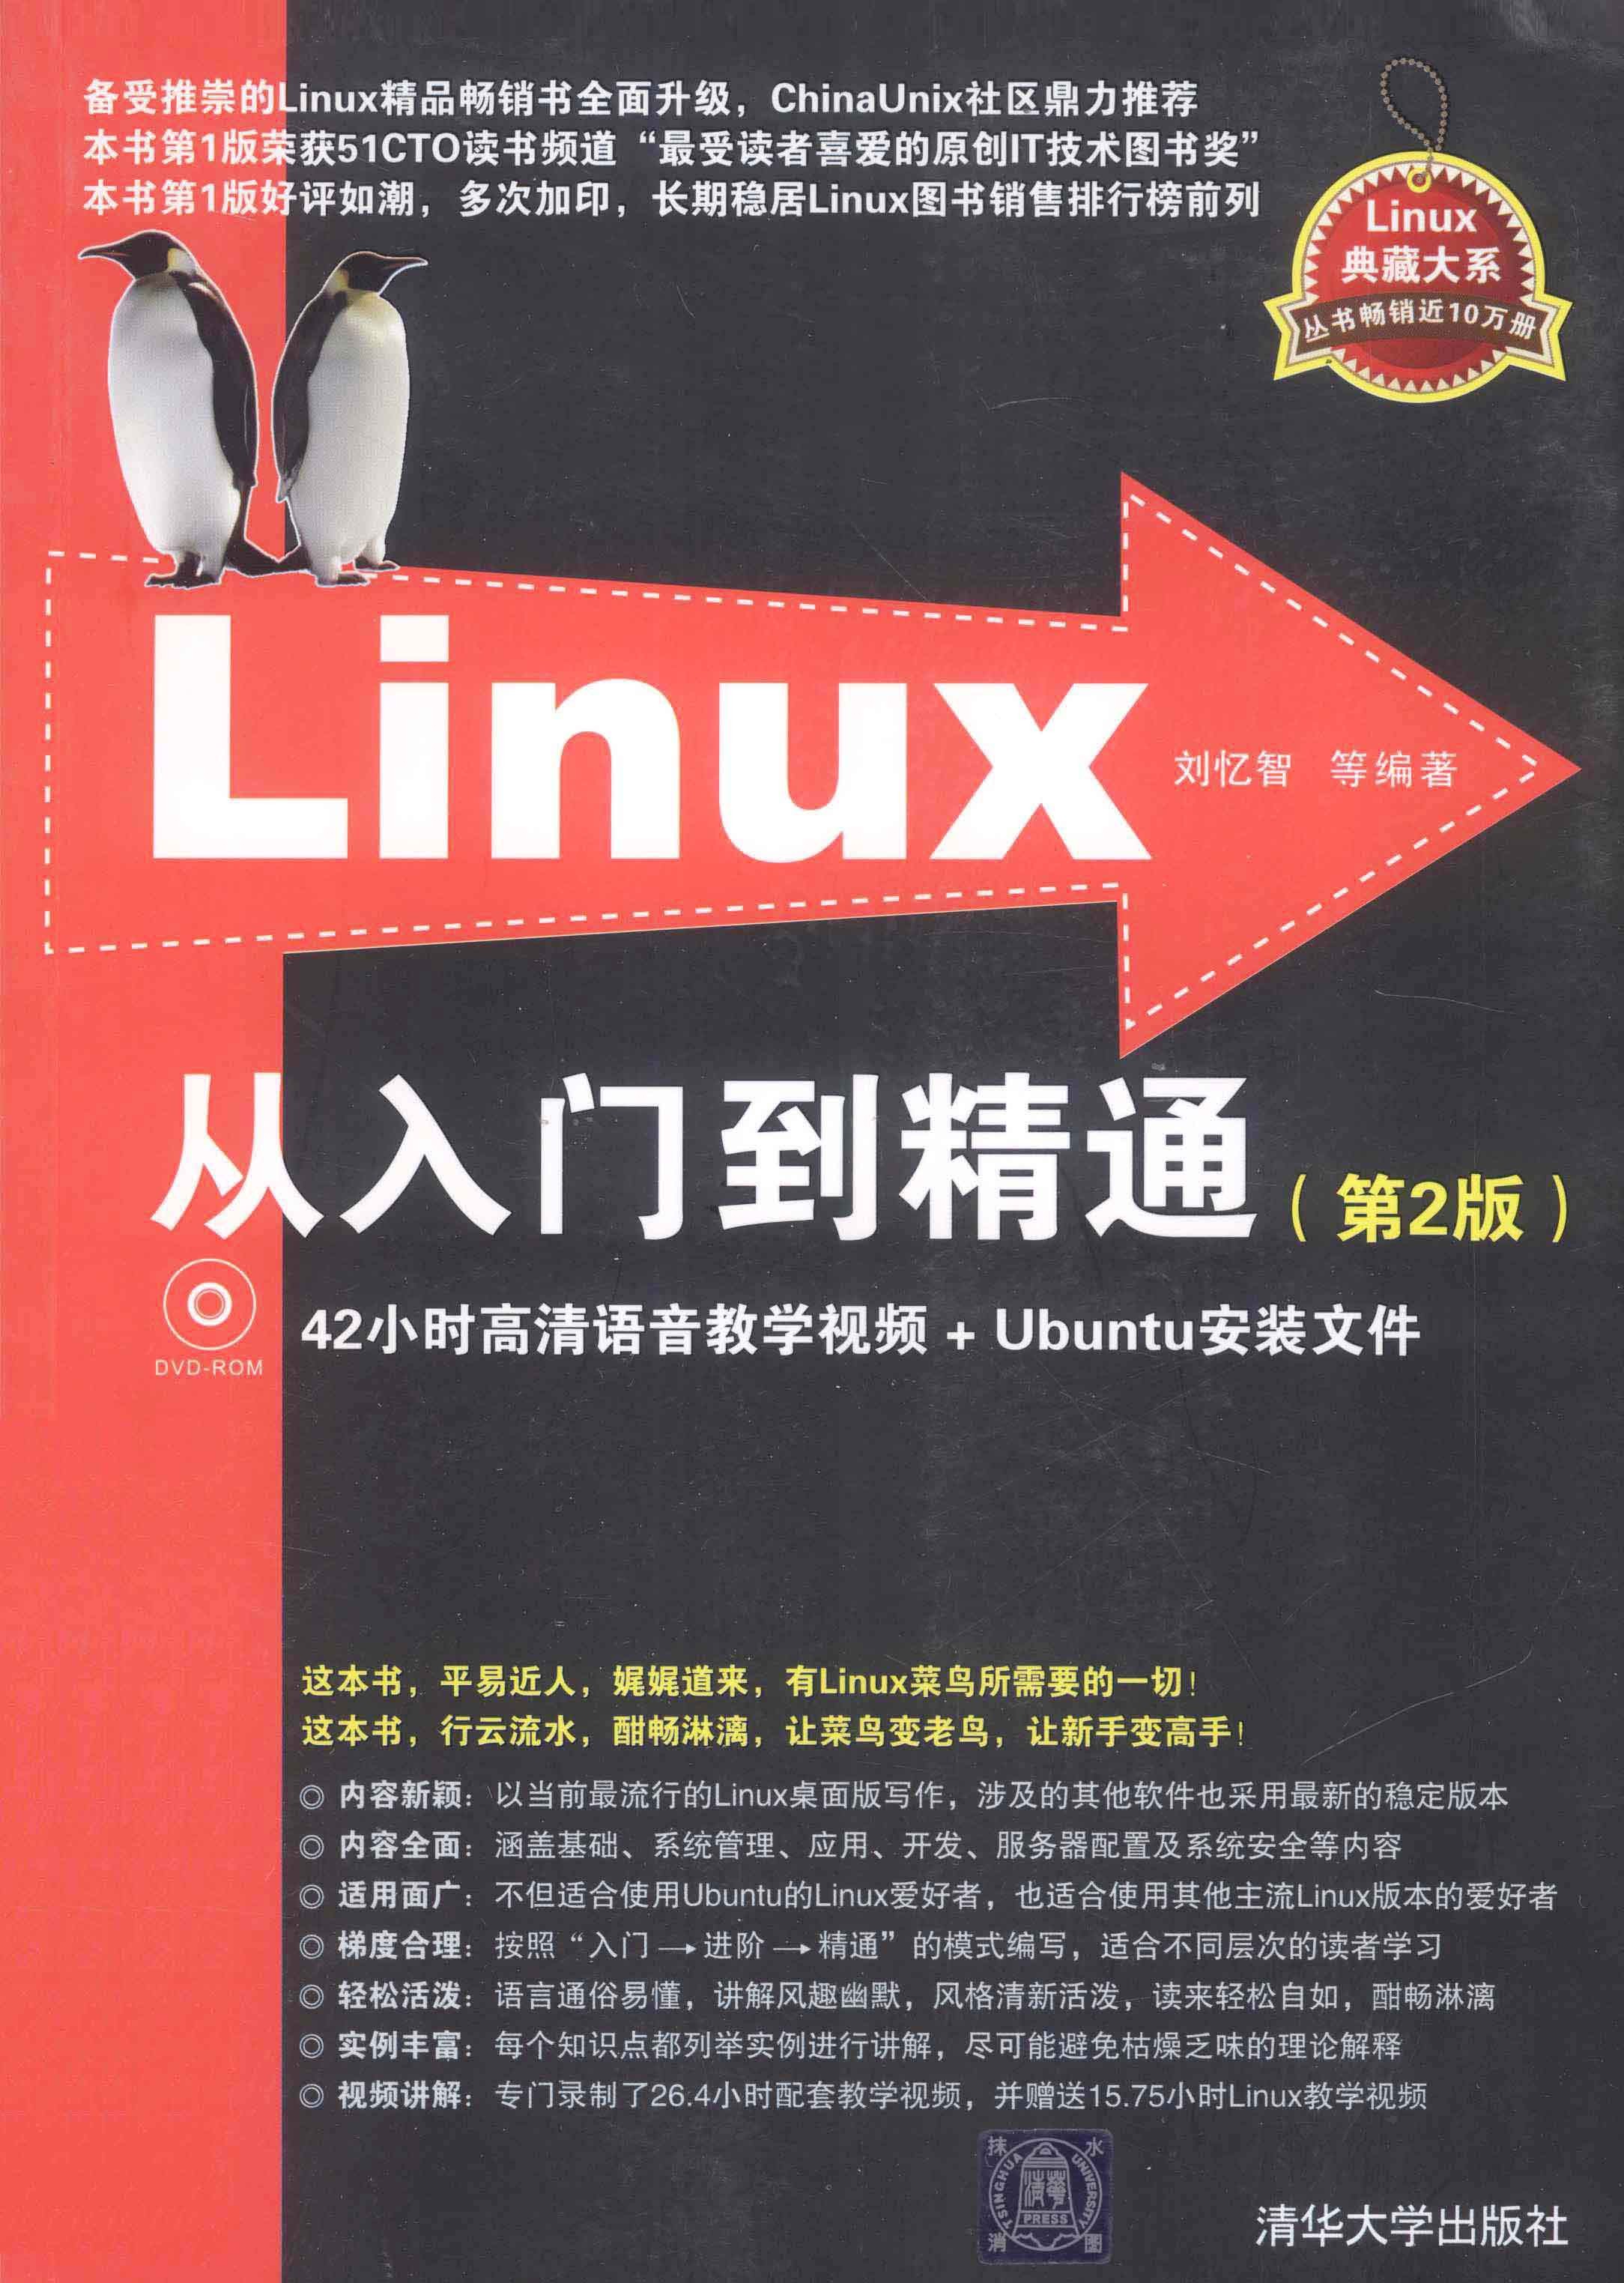 备受推崇的Linux精品畅销书全面升级，ChinaUnix社区鼎力推荐
本书第1版荣获51CTO读书频道“最受读者喜爱的原创IT技术图书奖”
本书第1版好评如潮，多次加印，长期稳居Linux图书销售排行榜前列
Linux
典藏大系
丛书畅销近10万册
Linux
刘忆智 等编著
从入门到精通（第2版）
DVD-ROM
42小时高清语音教学视频 + Ubuntu安装文件
这本书，平易近人，娓娓道来，有Linux菜鸟所需要的一切！
这本书，行云流水，酣畅淋漓，让菜鸟变老鸟，让新手变高手！
◎ 内容新颖：以当前最流行的Linux桌面版写作，涉及的其他软件也采用最新的稳定版本
◎ 内容全面：涵盖基础、系统管理、应用、开发、服务器配置及系统安全等内容
◎ 适用面广：不但适合使用Ubuntu的Linux爱好者，也适合使用其他主流Linux版本的爱好者
◎ 梯度合理：按照“入门→进阶→精通”的模式编写，适合不同层次的读者学习
◎ 轻松活泼：语言通俗易懂，讲解风趣幽默，风格清新活泼，读来轻松自如，酣畅淋漓
◎ 实例丰富：每个知识点都列举实例进行讲解，尽可能避免枯燥乏味的理论解释
◎ 视频讲解：专门录制了26.4小时配套教学视频，并赠送15.75小时Linux教学视频
抹水
TSINGHUA UNIVERSITY
清華
PRESS
消图
清华大学出版社